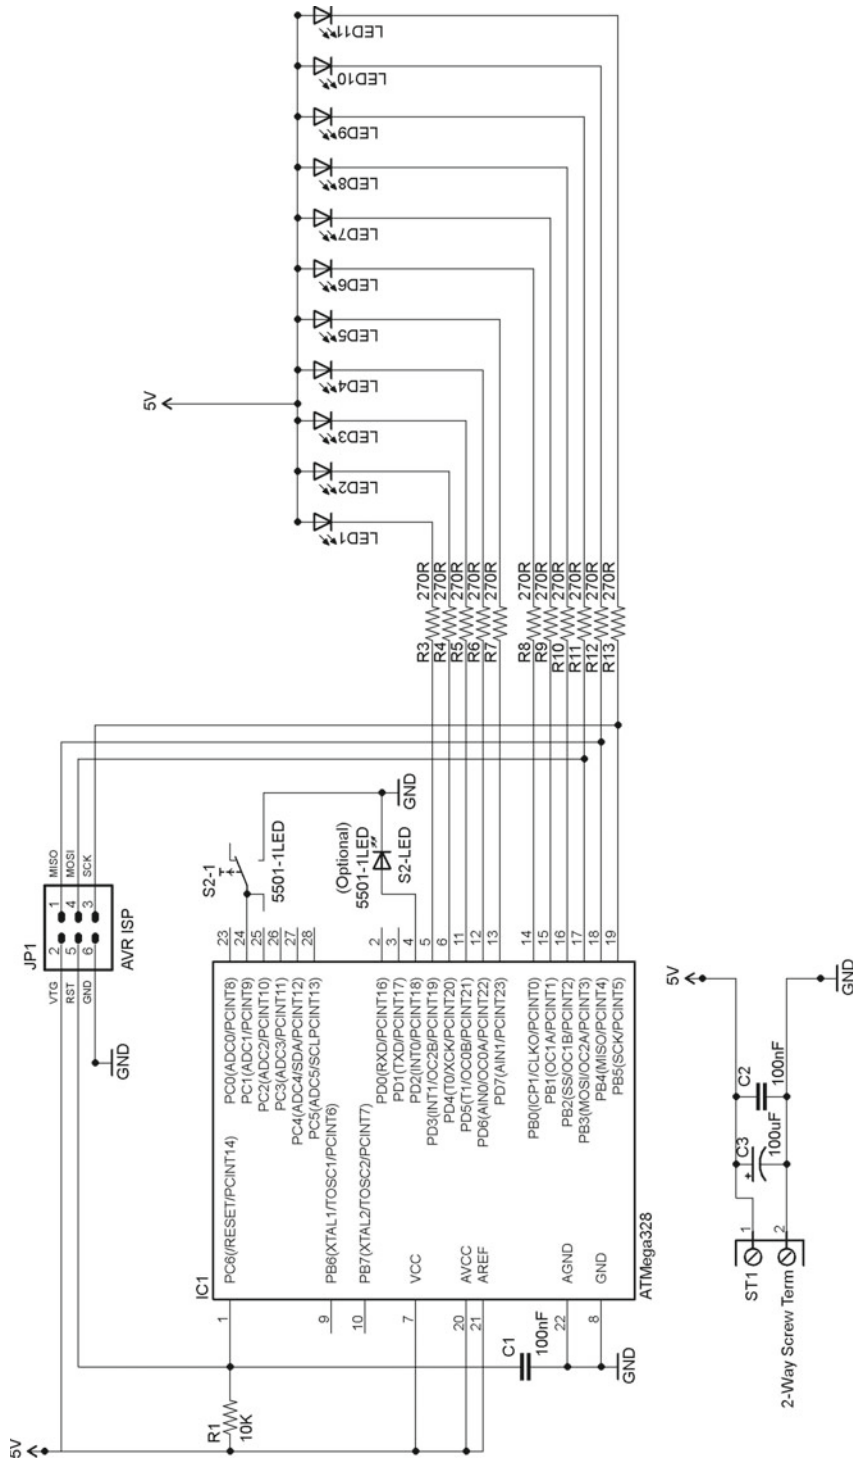 LED11
LED10
LED9
LED8
LED7
LED6
LED5
LED4
LED3
LED2
LED1
5V
R3 270R
R4 270R
R5 270R
R6 270R
R7 270R
R8 270R
R9 270R
R10 270R
R11 270R
R12 270R
R13 270R
JP1
AVR ISP
VTG 2 1 MISO
RST 5 4 MOSI
GND 6 3 SCK
GND
S2-1
5501-1LED
(Optional)
5501-1LED
S2-LED
GND
IC1
ATMega328
PC0(ADC0/PCINT8) 23
PC1(ADC1/PCINT9) 24
PC2(ADC2/PCINT10) 25
PC3(ADC3/PCINT11) 26
PC4(ADC4/SDA/PCINT12) 27
PC5(ADC5/SCLPCINT13) 28
PD0(RXD/PCINT16) 2
PD1(TXD/PCINT17) 3
PD2(INT0/PCINT18) 4
PD3(INT1/OC2B/PCINT19) 5
PD4(T0/XCK/PCINT20) 6
PD5(T1/OC0B/PCINT21) 11
PD6(AIN0/OC0A/PCINT22) 12
PD7(AIN1/PCINT23) 13
PB0(ICP1/CLKO/PCINT0) 14
PB1(OC1A/PCINT1) 15
PB2(SS/OC1B/PCINT2) 16
PB3(MOSI/OC2A/PCINT3) 17
PB4(MISO/PCINT4) 18
PB5(SCK/PCINT5) 19
1 PC6(/RESET/PCINT14)
9 PB6(XTAL1/TOSC1/PCINT6)
10 PB7(XTAL2/TOSC2/PCINT7)
7 VCC
20 AVCC
21 AREF
22 AGND
8 GND
5V
R1
10K
C1
100nF
GND
5V
C2
100nF
C3
+
100uF
GND
ST1
1
2
2-Way Screw Term